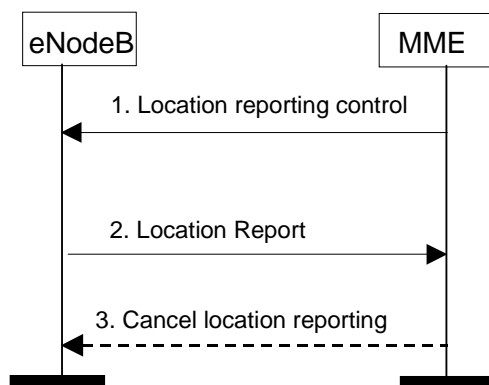 eNodeB
MME
1. Location reporting control
2. Location Report
3. Cancel location reporting